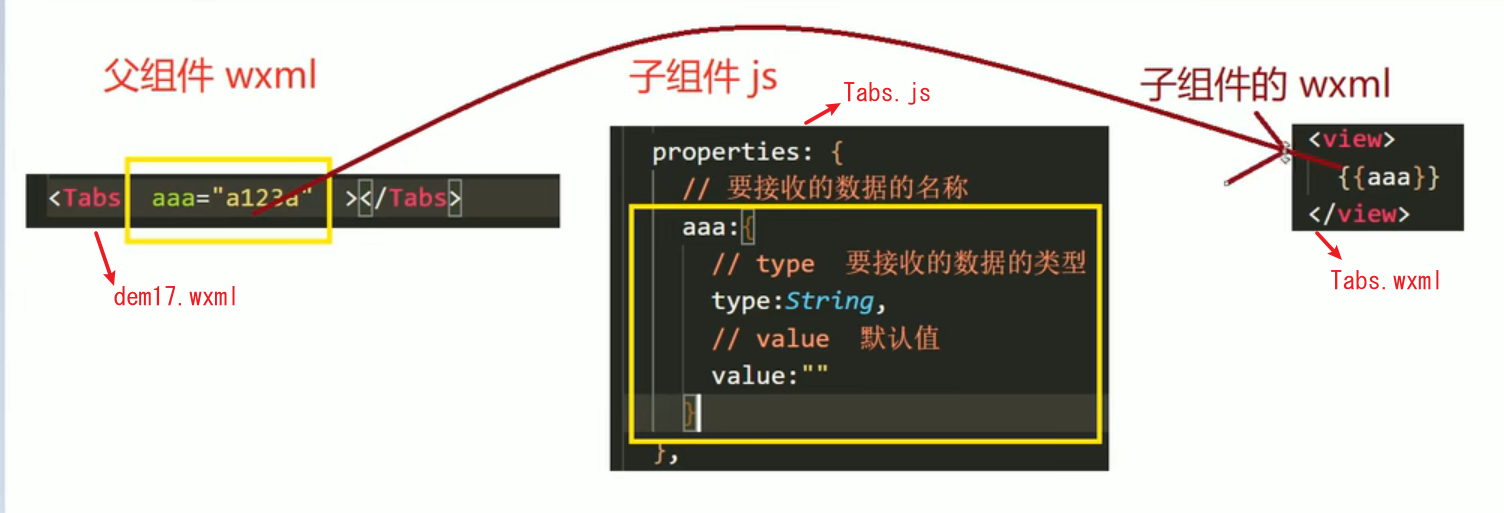 父组件 wxml
<Tabs  aaa="a123a"  ></Tabs>
dem17.wxml
子组件 js
Tabs.js
properties: {
// 要接收的数据的名称
aaa:{
// type  要接收的数据的类型
type:String,
// value  默认值
value:""
}
},
子组件的 wxml
<view>
{{aaa}}
</view>
Tabs.wxml